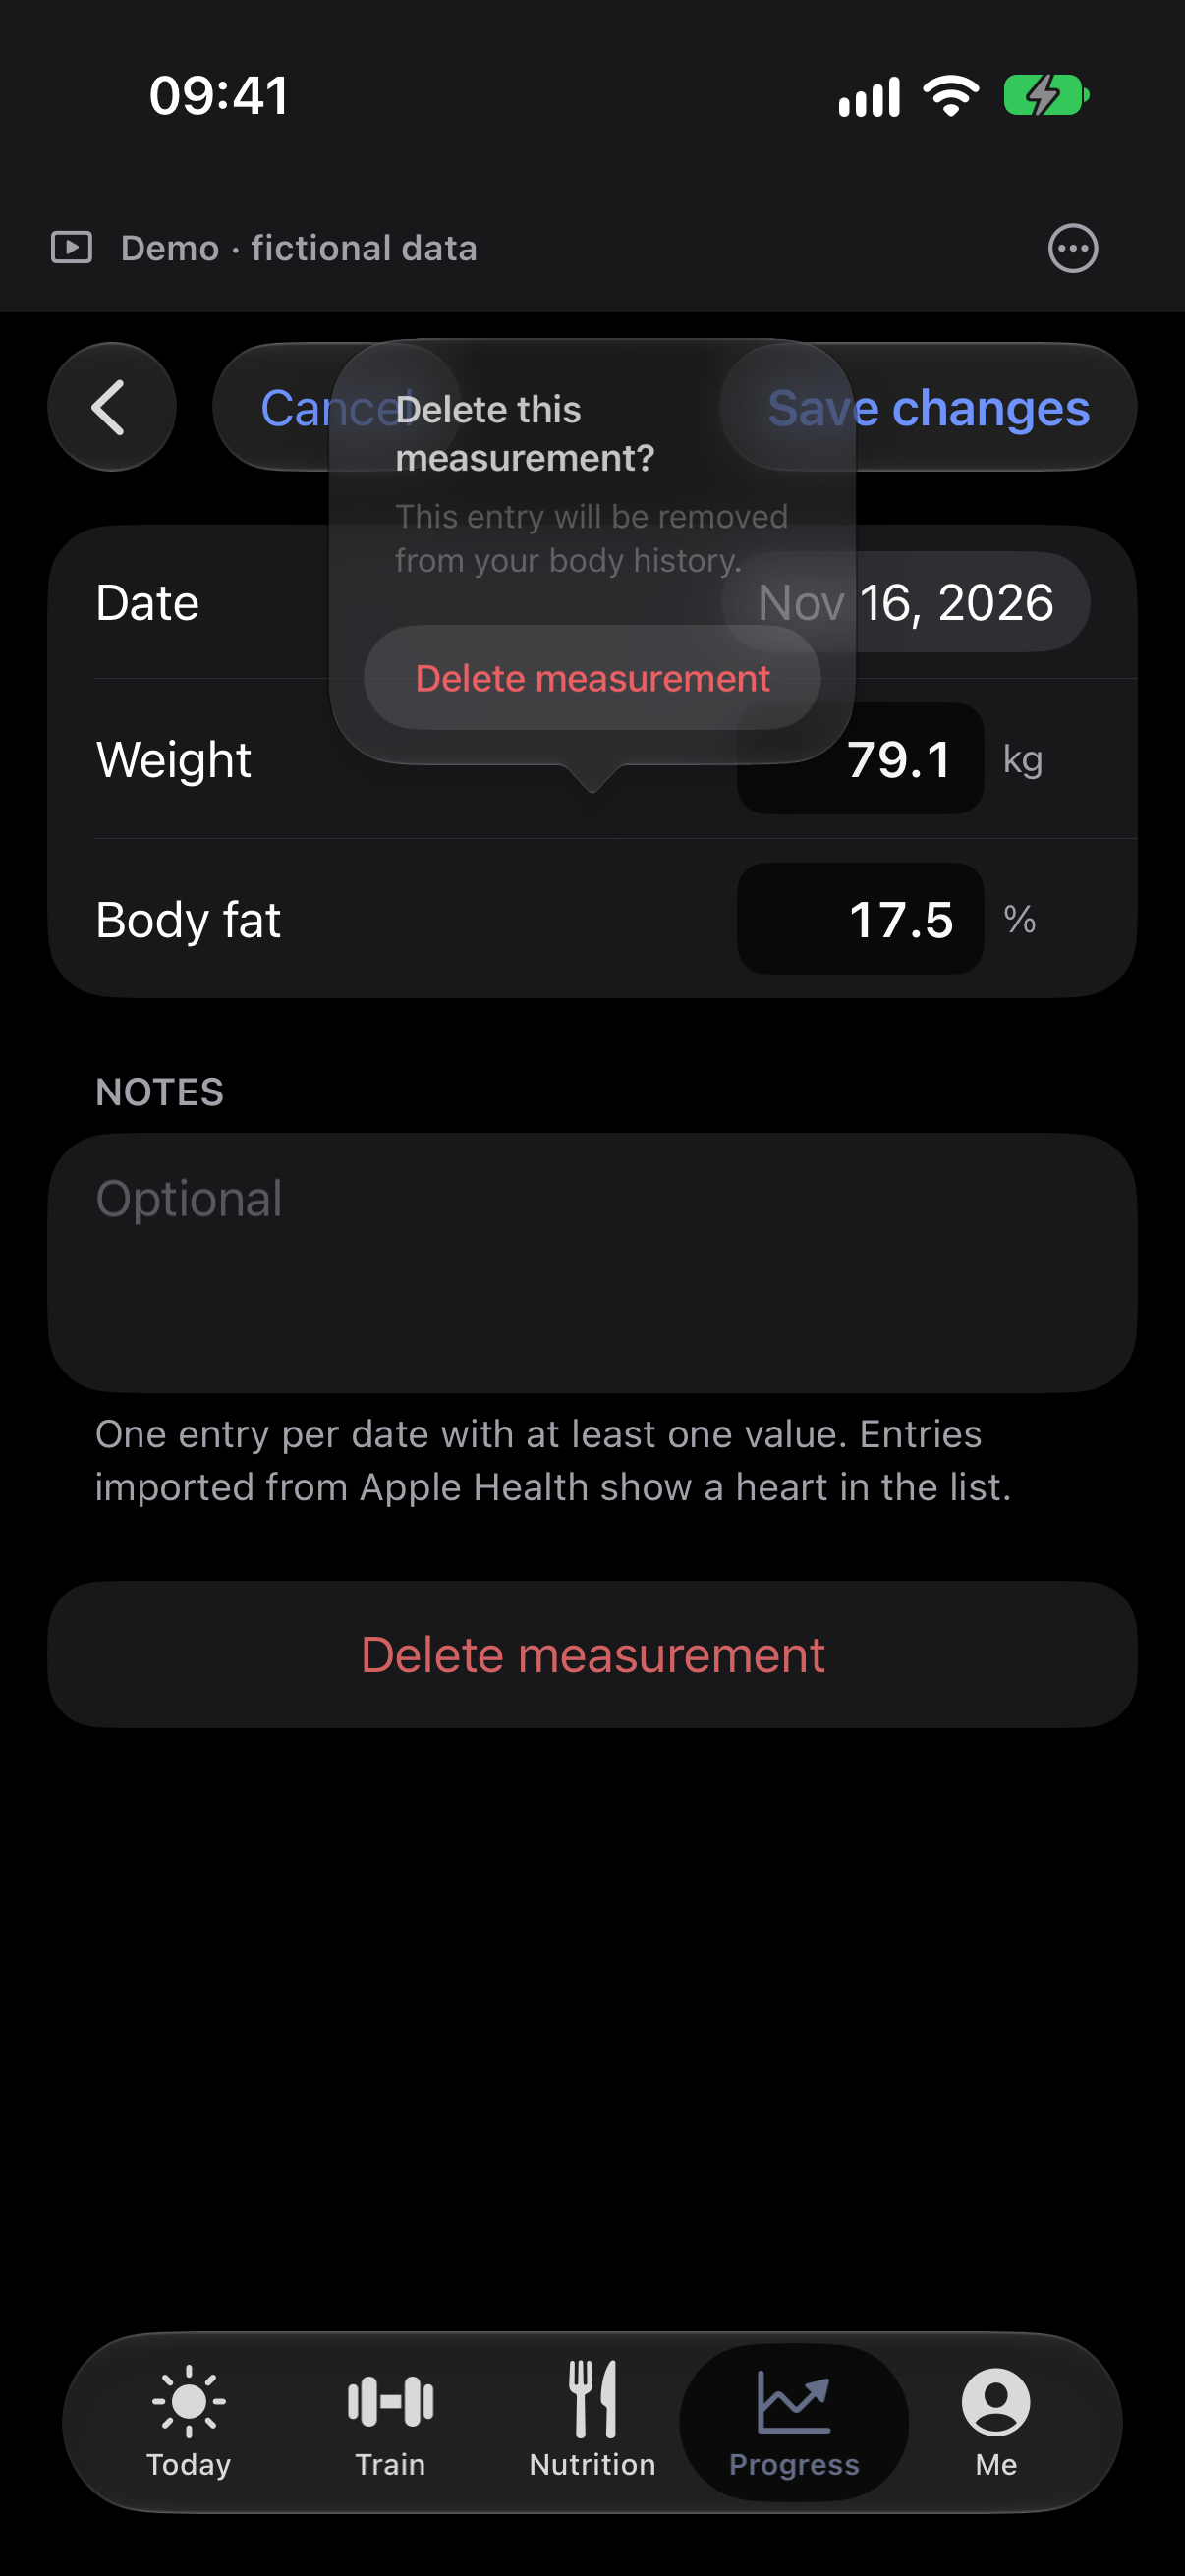 09:41
Demo · fictional data
Cancel
Save changes
Delete this
measurement?
This entry will be removed
from your body history.
Delete measurement
Date
Nov 16, 2026
Weight
79.1 kg
Body fat
17.5 %
NOTES
Optional
One entry per date with at least one value. Entries
imported from Apple Health show a heart in the list.
Delete measurement
Today
Train
Nutrition
Progress
Me